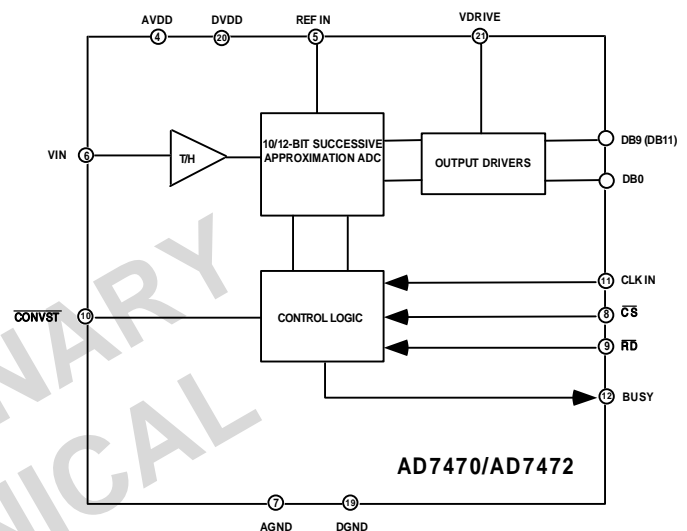 AVDD DVDD REF IN VDRIVE
4 20 5 21
10/12-BIT SUCCESSIVE
APPROXIMATION ADC
T/H
OUTPUT DRIVERS
VIN 6
DB9 (DB11)
DB0
CONTROL LOGIC
CONVST 10
11 CLK IN
8 CS
9 RD
12 BUSY
NARY
NICAL
AD7470/AD7472
7 19
AGND DGND